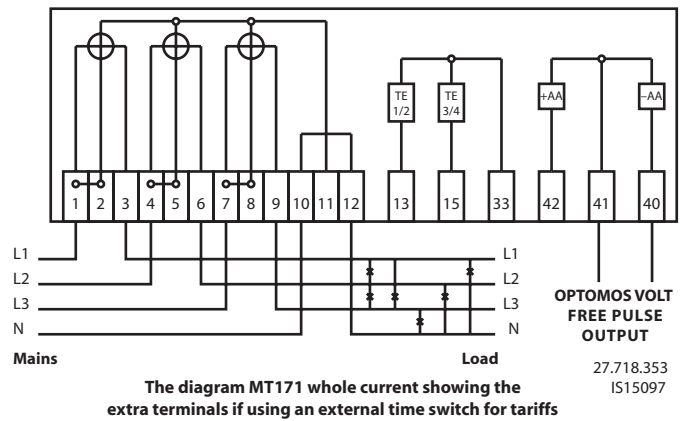 TE
1/2
TE
3/4
+AA
−AA
1 2 3 4 5 6 7 8 9 10 11 12 13 15 33 42 41 40
L1 L1
L2 L2
L3 L3
N N
Mains Load
OPTOMOS VOLT
FREE PULSE
OUTPUT
27.718.353
IS15097
The diagram MT171 whole current showing the
extra terminals if using an external time switch for tariffs